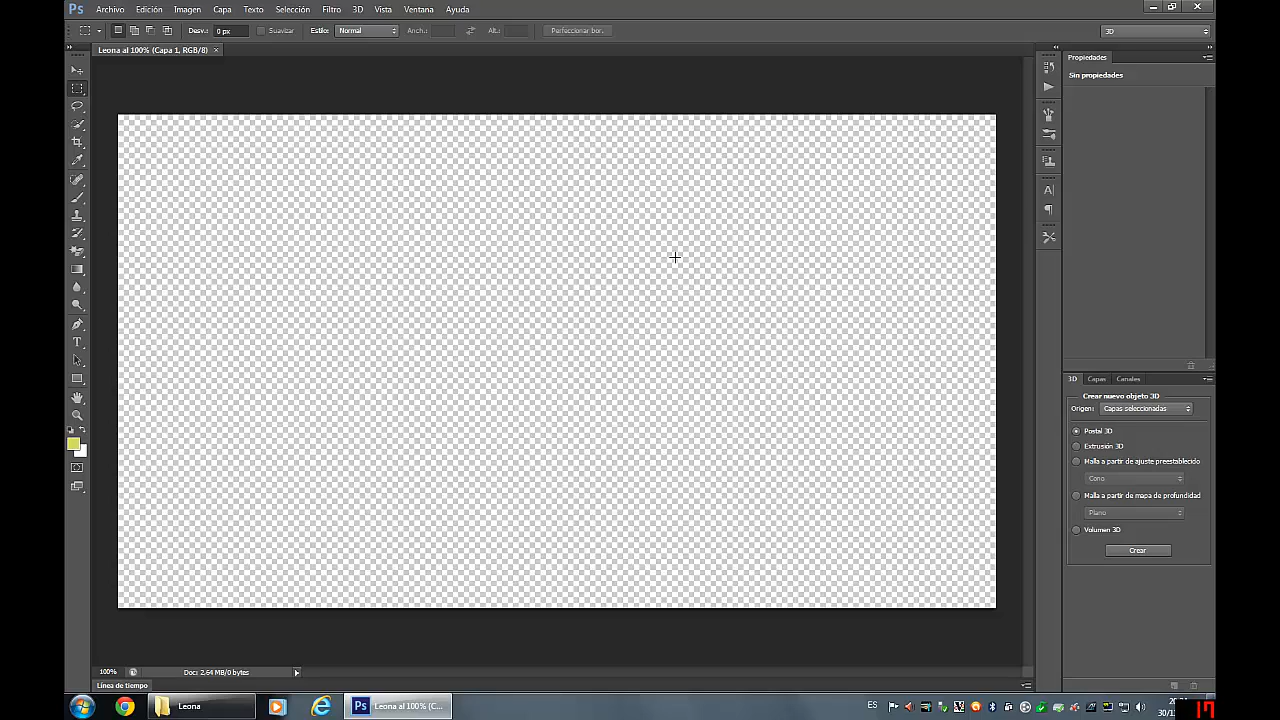 Ps Archivo Edición Imagen Capa Texto Selección Filtro 3D Vista Ventana Ayuda
Desv.: 0 px Suavizar Estilo: Normal Anch.: Alt.: Perfeccionar bor... 3D
Leona al 100% (Capa 1, RGB/8) ×
Propiedades
Sin propiedades
3D Capas Canales
Crear nuevo objeto 3D
Origen: Capas seleccionadas
Postal 3D
Extrusión 3D
Malla a partir de ajuste preestablecido
Cono
Malla a partir de mapa de profundidad
Plano
Volumen 3D
Crear
100% Doc: 2,64 MB/0 bytes
Línea de tiempo
Leona Ps Leona al 100% (C... ES
17